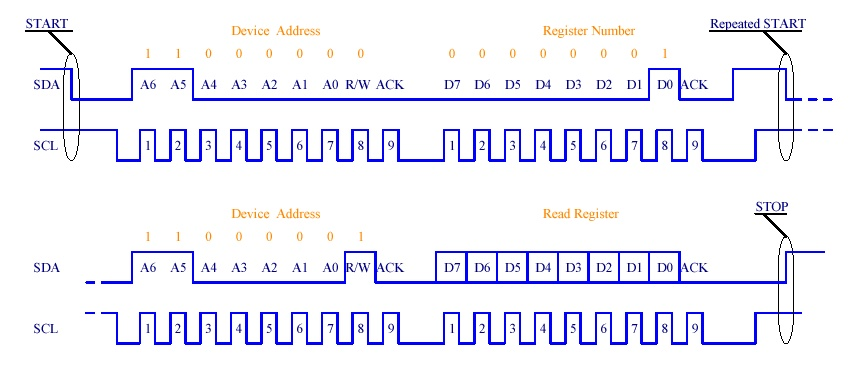 START Device Address Register Number Repeated START
1 1 0 0 0 0 0 0 0 0 0 0 0 0 0 1
SDA A6 A5 A4 A3 A2 A1 A0 R/W ACK D7 D6 D5 D4 D3 D2 D1 D0 ACK
SCL 1 2 3 4 5 6 7 8 9 1 2 3 4 5 6 7 8 9
Device Address Read Register STOP
1 1 0 0 0 0 0 1
SDA A6 A5 A4 A3 A2 A1 A0 R/W ACK D7 D6 D5 D4 D3 D2 D1 D0 ACK
SCL 1 2 3 4 5 6 7 8 9 1 2 3 4 5 6 7 8 9